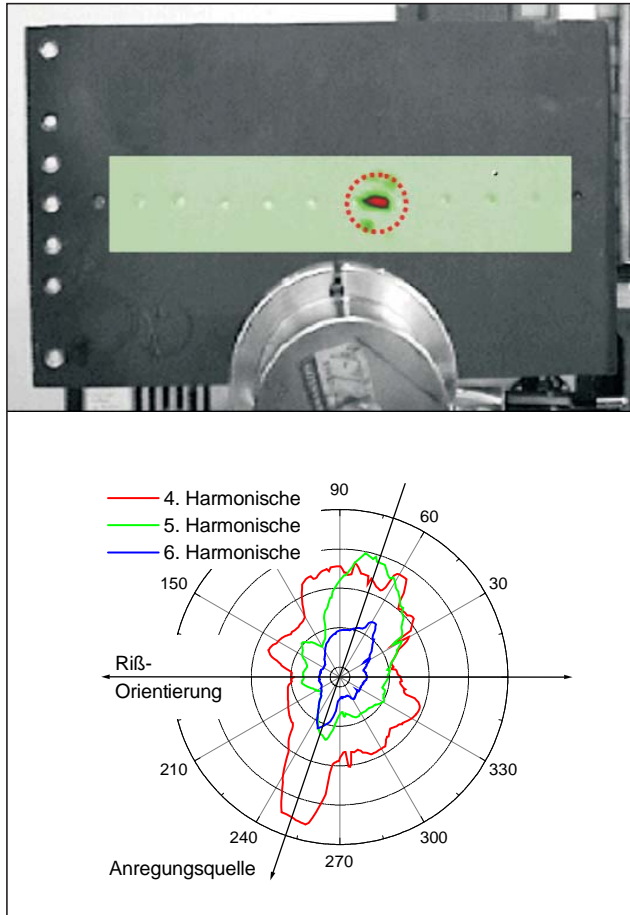 4. Harmonische
5. Harmonische
6. Harmonische
90
60
150
30
Riß-
Orientierung
210
330
240
300
270
Anregungsquelle